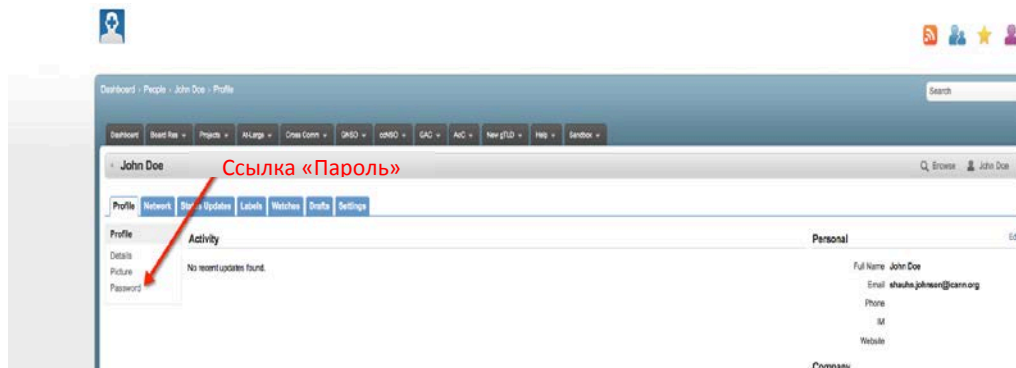 Dashboard › People › John Doe › Profile
Search
Dashboard Board Res Projects At-Large Cross Comm GNSO ccNSO GAC AoC New gTLD Help Sandbox
John Doe
Ссылка «Пароль»
Browse John Doe
Profile Network Status Updates Labels Watches Drafts Settings
Profile
Activity
Personal
Ed
Details
No recent updates found.
Full Name John Doe
Picture
Email shauhs.johnson@icann.org
Password
Phone
IM
Website
Company